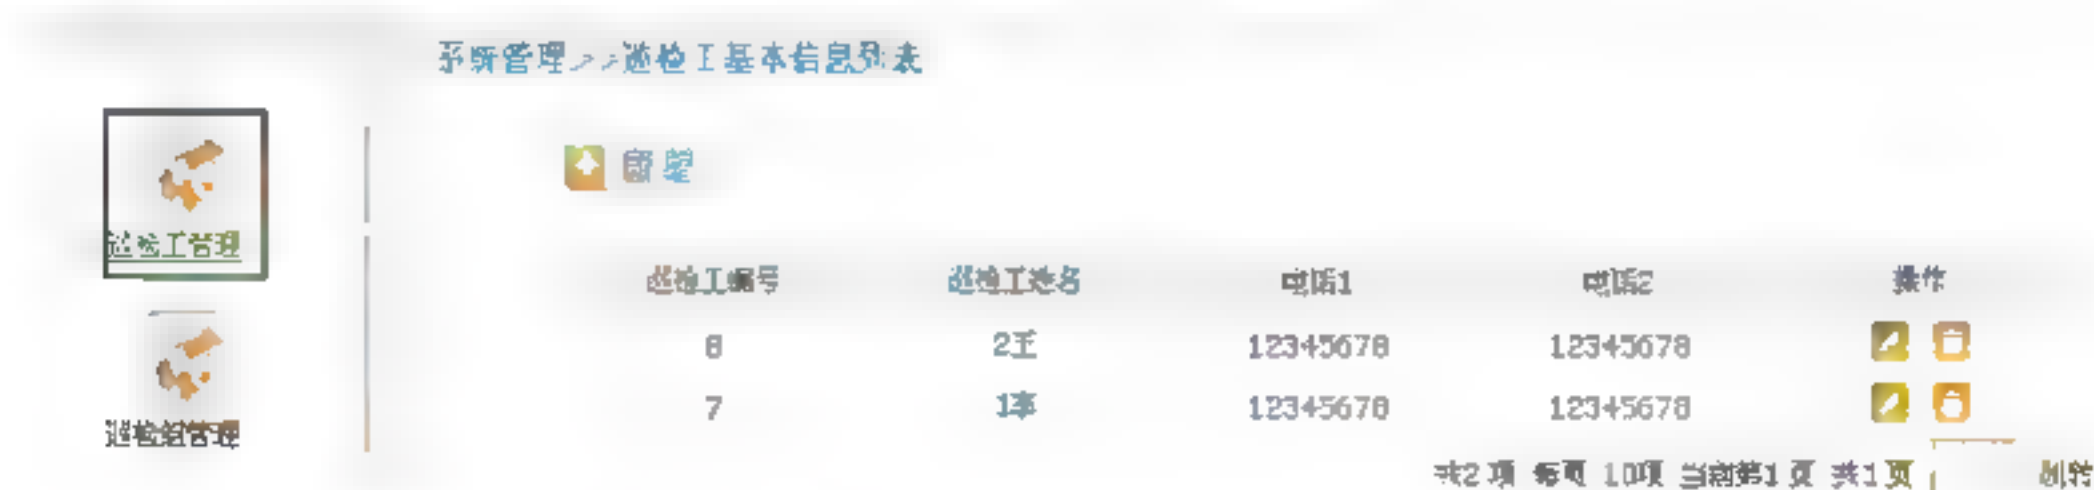 系统管理>>巡检工基本信息列表
新增
巡检工管理
巡检工编号 巡检工姓名 电话1 电话2 操作
8 2王 12345678 12345678
7 12345678 12345678
巡检组管理
共2项 每页 10项 当前第1页 共1页